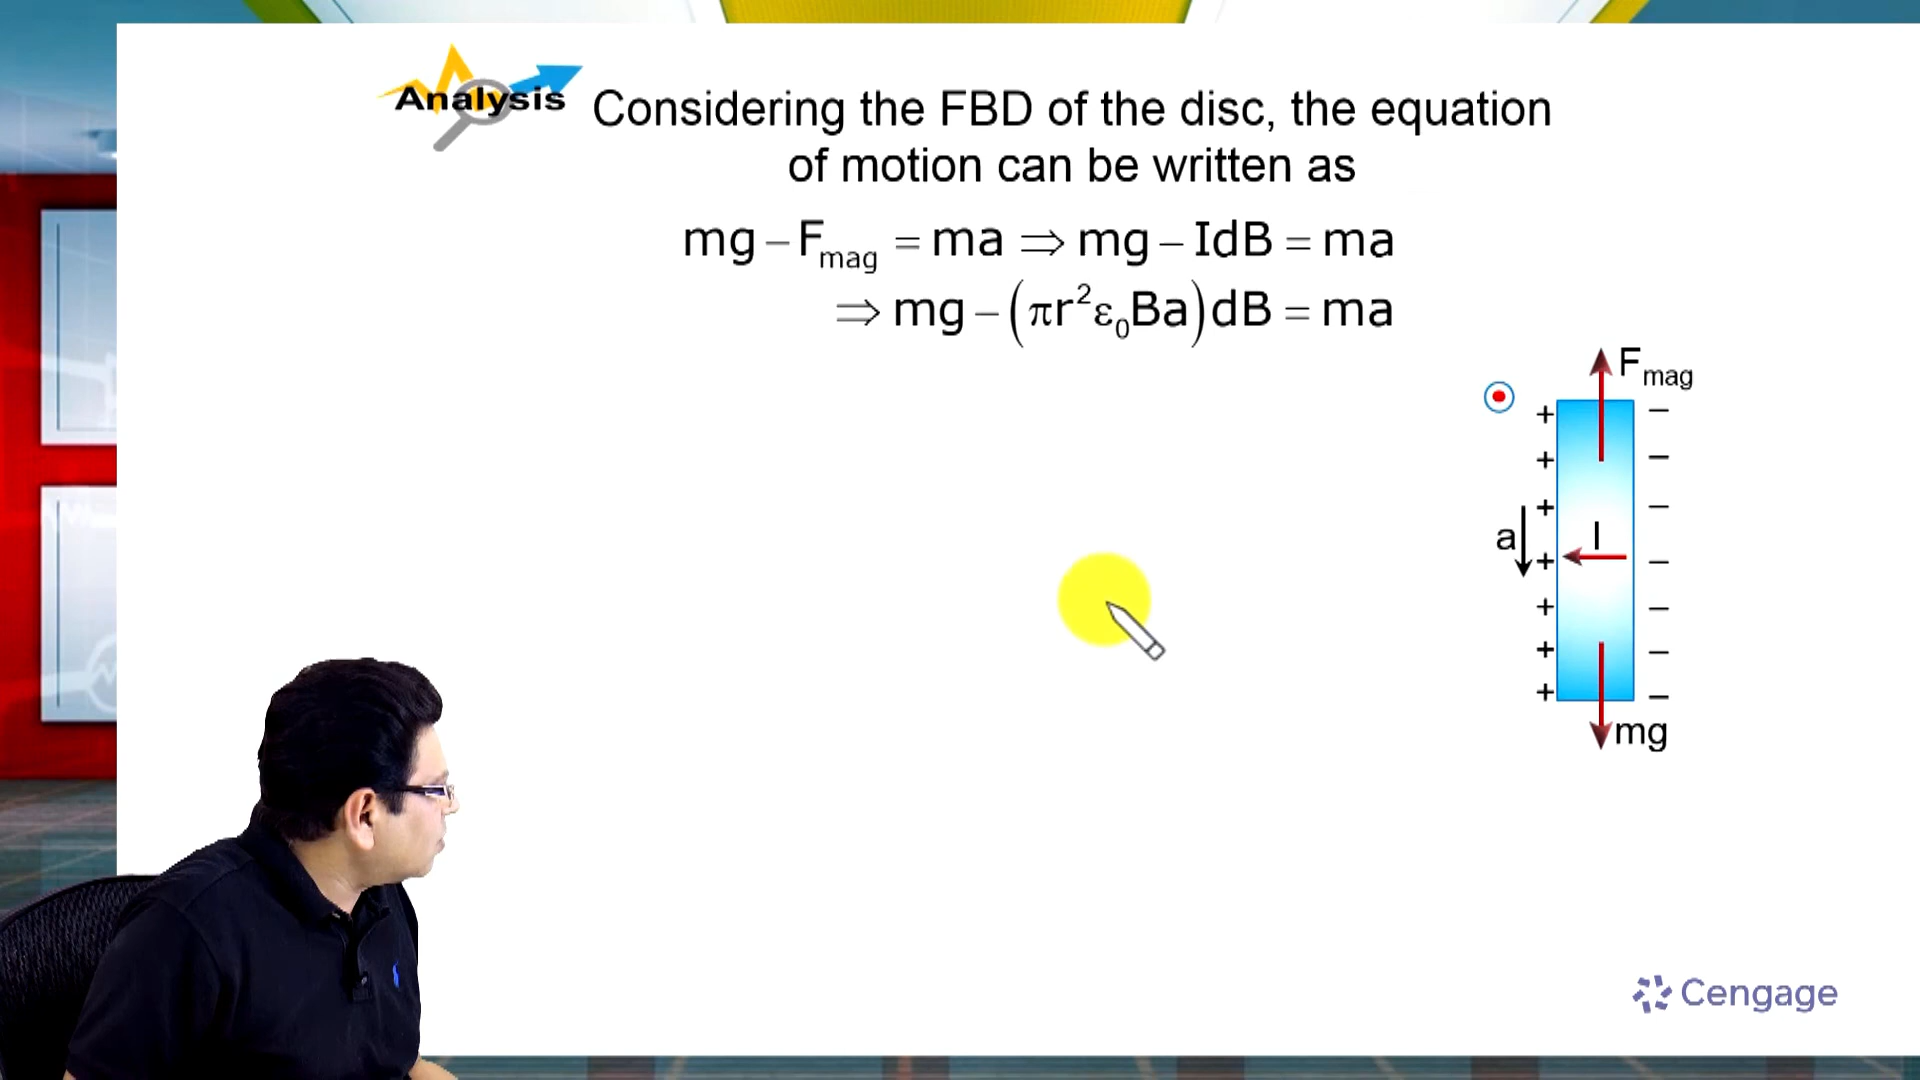 Analysis
Considering the FBD of the disc, the equation
of motion can be written as
mg − F_mag = ma ⇒ mg − IdB = ma
⇒ mg − (πr²ε₀Ba)dB = ma
F_mag
+ −
+ −
+ −
a I
+ −
+ −
+ −
+ −
mg
Cengage